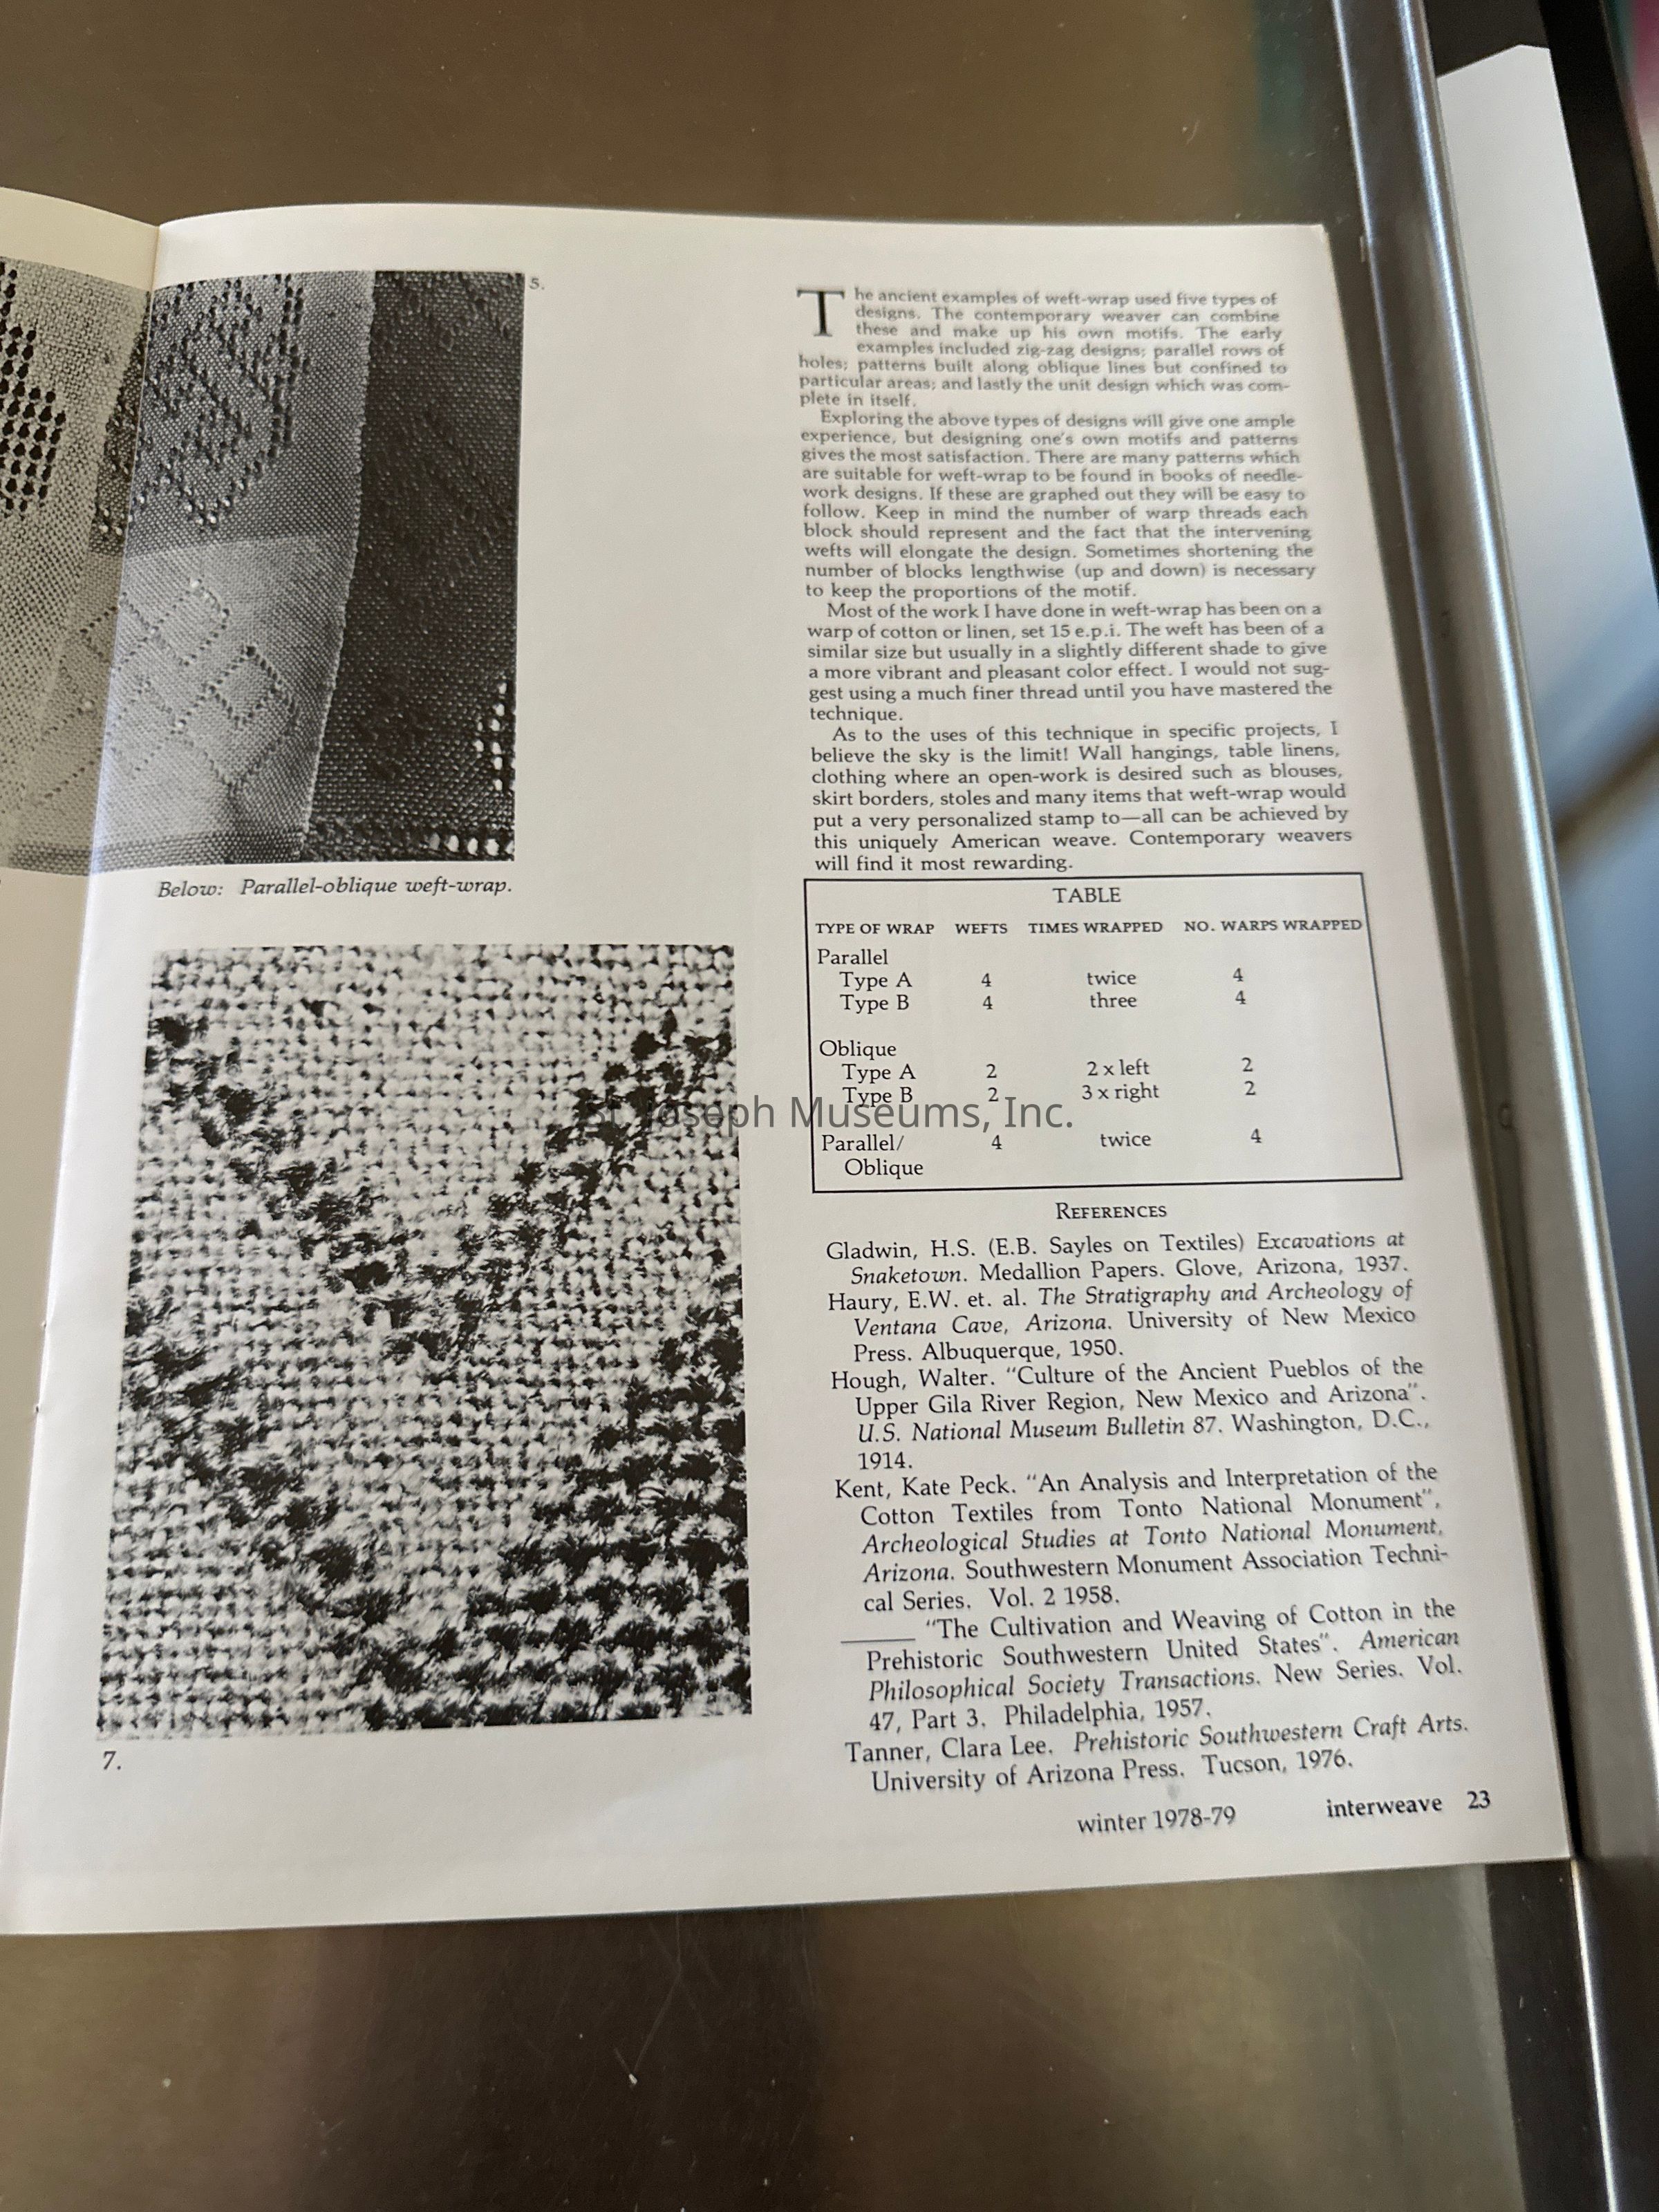 5.
Below: Parallel-oblique weft-wrap.
7.
The ancient examples of weft-wrap used five types of
designs. The contemporary weaver can combine
these and make up his own motifs. The early
examples included zig-zag designs; parallel rows of
holes; patterns built along oblique lines but confined to
particular areas; and lastly the unit design which was com-
plete in itself.
Exploring the above types of designs will give one ample
experience, but designing one's own motifs and patterns
gives the most satisfaction. There are many patterns which
are suitable for weft-wrap to be found in books of needle-
work designs. If these are graphed out they will be easy to
follow. Keep in mind the number of warp threads each
block should represent and the fact that the intervening
wefts will elongate the design. Sometimes shortening the
number of blocks lengthwise (up and down) is necessary
to keep the proportions of the motif.
Most of the work I have done in weft-wrap has been on a
warp of cotton or linen, set 15 e.p.i. The weft has been of a
similar size but usually in a slightly different shade to give
a more vibrant and pleasant color effect. I would not sug-
gest using a much finer thread until you have mastered the
technique.
As to the uses of this technique in specific projects, I
believe the sky is the limit! Wall hangings, table linens,
clothing where an open-work is desired such as blouses,
skirt borders, stoles and many items that weft-wrap would
put a very personalized stamp to—all can be achieved by
this uniquely American weave. Contemporary weavers
will find it most rewarding.
TABLE
TYPE OF WRAP WEFTS TIMES WRAPPED NO. WARPS WRAPPED
Parallel
Type A 4 twice 4
Type B 4 three 4
Oblique
Type A 2 2 x left 2
Type B 2 3 x right 2
Parallel/ 4 twice 4
Oblique
St Joseph Museums, Inc.
REFERENCES
Gladwin, H.S. (E.B. Sayles on Textiles) Excavations at
Snaketown. Medallion Papers. Glove, Arizona, 1937.
Haury, E.W. et. al. The Stratigraphy and Archeology of
Ventana Cave, Arizona. University of New Mexico
Press. Albuquerque, 1950.
Hough, Walter. "Culture of the Ancient Pueblos of the
Upper Gila River Region, New Mexico and Arizona".
U.S. National Museum Bulletin 87. Washington, D.C.,
1914.
Kent, Kate Peck. "An Analysis and Interpretation of the
Cotton Textiles from Tonto National Monument",
Archeological Studies at Tonto National Monument,
Arizona. Southwestern Monument Association Techni-
cal Series. Vol. 2 1958.
______ "The Cultivation and Weaving of Cotton in the
Prehistoric Southwestern United States". American
Philosophical Society Transactions. New Series. Vol.
47, Part 3. Philadelphia, 1957.
Tanner, Clara Lee. Prehistoric Southwestern Craft Arts.
University of Arizona Press. Tucson, 1976.
winter 1978-79 interweave 23